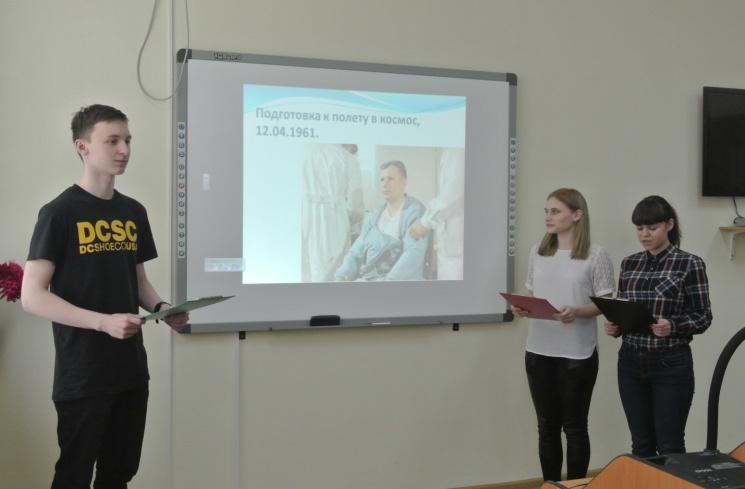 Подготовка к полету в космос,
12.04.1961.
DCSC
DCSHOECOUSA